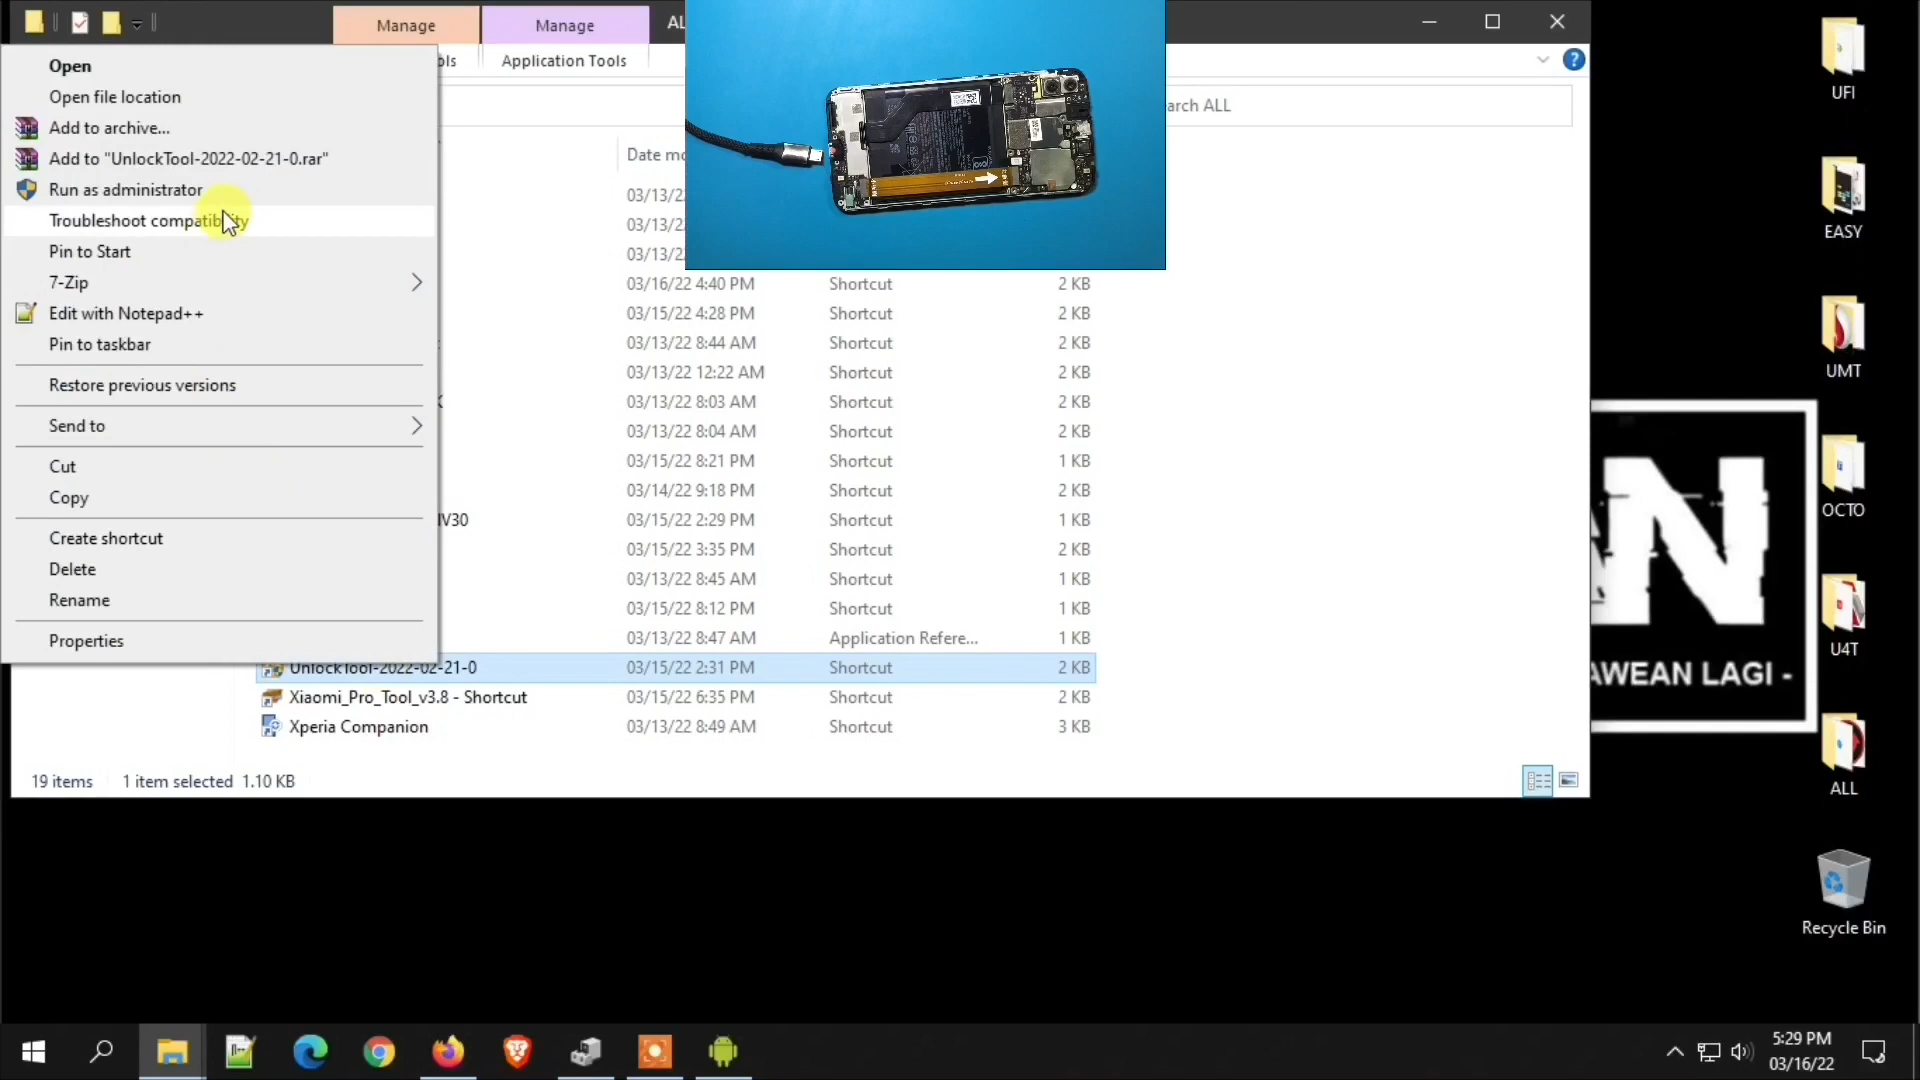 Manage
Manage
AL
ols
Application Tools
arch ALL
Open
Open file location
Add to archive...
Add to "UnlockTool-2022-02-21-0.rar"
Run as administrator
Troubleshoot compatibility
Pin to Start
7-Zip
Edit with Notepad++
Pin to taskbar
Restore previous versions
Send to
Cut
Copy
Create shortcut
Delete
Rename
Properties
Date mo
03/13/22
03/13/22
03/13/22
03/16/22 4:40 PM Shortcut 2 KB
03/15/22 4:28 PM Shortcut 2 KB
03/13/22 8:44 AM Shortcut 2 KB
03/13/22 12:22 AM Shortcut 2 KB
03/13/22 8:03 AM Shortcut 2 KB
03/13/22 8:04 AM Shortcut 2 KB
03/15/22 8:21 PM Shortcut 1 KB
03/14/22 9:18 PM Shortcut 2 KB
V30 03/15/22 2:29 PM Shortcut 1 KB
03/15/22 3:35 PM Shortcut 2 KB
03/13/22 8:45 AM Shortcut 1 KB
03/15/22 8:12 PM Shortcut 1 KB
03/13/22 8:47 AM Application Refere... 1 KB
UnlockTool-2022-02-21-0 03/15/22 2:31 PM Shortcut 2 KB
Xiaomi_Pro_Tool_v3.8 - Shortcut 03/15/22 6:35 PM Shortcut 2 KB
Xperia Companion 03/13/22 8:49 AM Shortcut 3 KB
19 items 1 item selected 1.10 KB
UFI
EASY
UMT
OCTO
U4T
ALL
Recycle Bin
AN
AWEAN LAGI -
5:29 PM
03/16/22